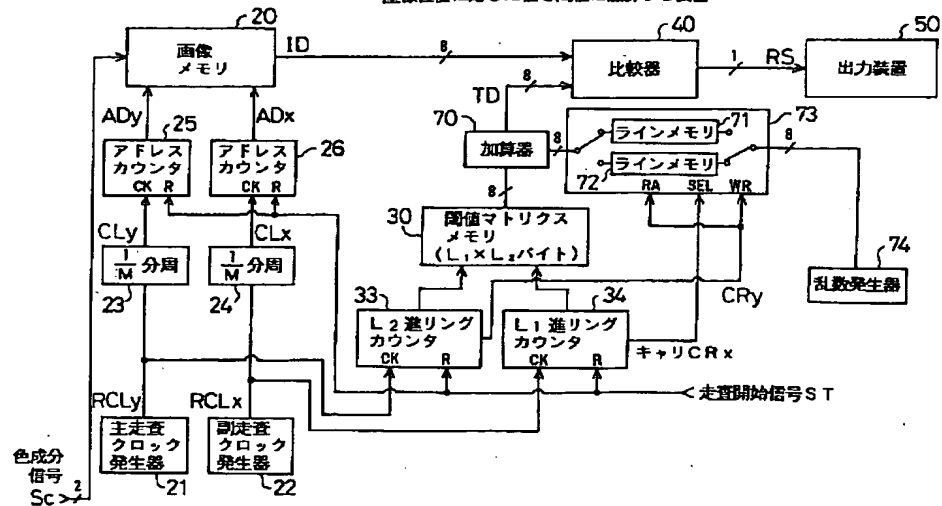 20
画像
メモリ
ID
8
40
比較器
1
RS
50
出力装置
TD
8
ADy
ADx
25
アドレス
カウンタ
CK R
アドレス
カウンタ
CK R
26
70
加算器
8
71
ラインメモリ
73
8
72
ラインメモリ
RA SEL WR
8
30
閾値マトリクス
メモリ
(L₁×L₂バイト)
CLy
CLx
1/M 分周
23
1/M 分周
24
74
乱数発生器
CRy
33
L₂進リング
カウンタ
CK R
34
L₁進リング
カウンタ
CK R
キャリCRx
走査開始信号ST
RCLy
RCLx
主走査
クロック
発生器
21
副走査
クロック
発生器
22
色成分
信号
Sc
2